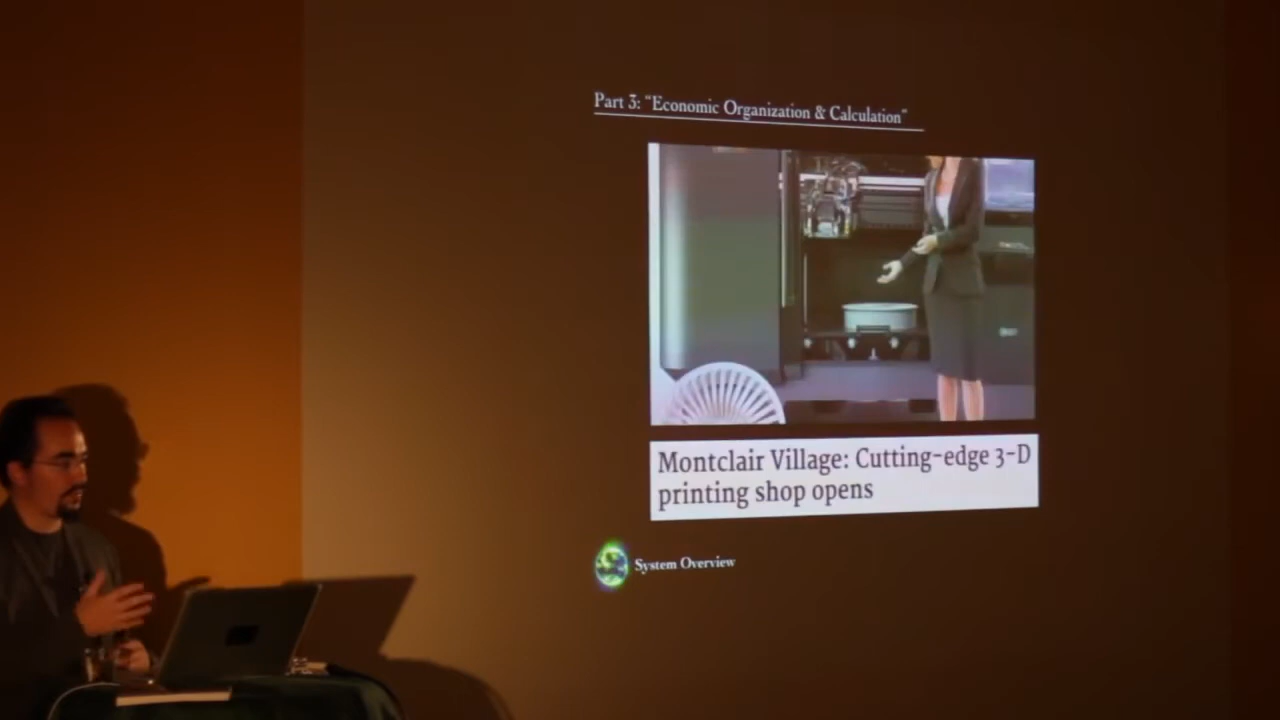 Part 3: "Economic Organization & Calculation"
Montclair Village: Cutting-edge 3-D
printing shop opens
System Overview